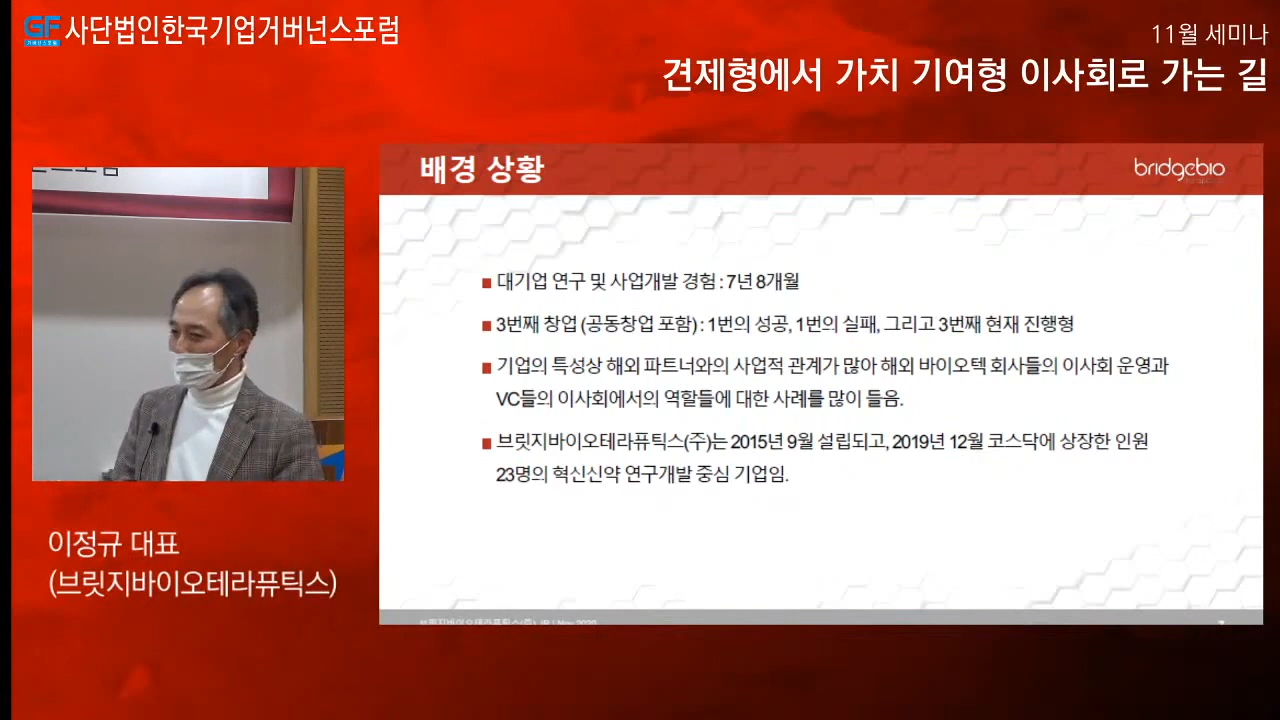 GF 사단법인한국기업거버넌스포럼
거버넌스포럼
11월 세미나
견제형에서 가치 기여형 이사회로 가는 길
배경 상황
bridgebio
대기업 연구 및 사업개발 경험 : 7년 8개월
3번째 창업 (공동창업 포함) : 1번의 성공, 1번의 실패, 그리고 3번째 현재 진행형
기업의 특성상 해외 파트너와의 사업적 관계가 많아 해외 바이오텍 회사들의 이사회 운영과
VC들의 이사회에서의 역할들에 대한 사례를 많이 들음.
브릿지바이오테라퓨틱스(주)는 2015년 9월 설립되고, 2019년 12월 코스닥에 상장한 인원
23명의 혁신신약 연구개발 중심 기업임.
이정규 대표
(브릿지바이오테라퓨틱스)